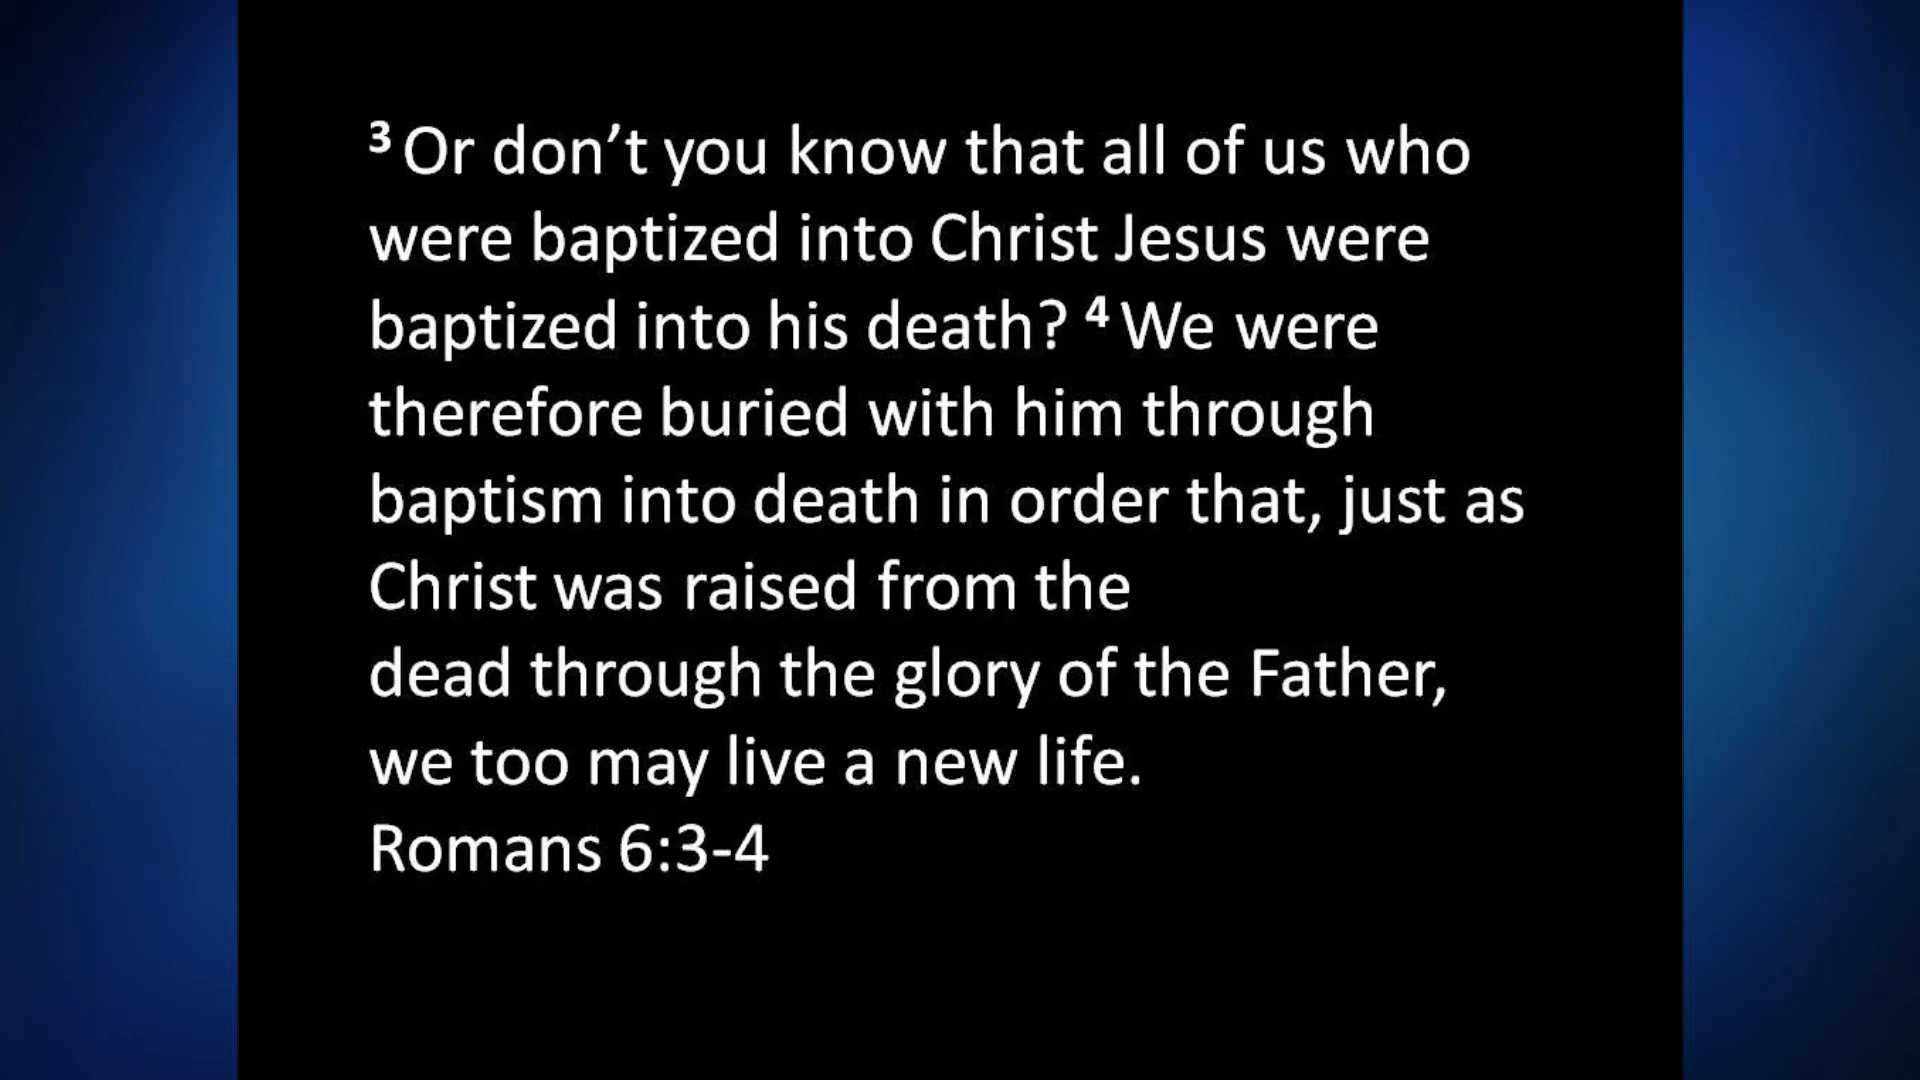 ³ Or don’t you know that all of us who
were baptized into Christ Jesus were
baptized into his death? ⁴ We were
therefore buried with him through
baptism into death in order that, just as
Christ was raised from the
dead through the glory of the Father,
we too may live a new life.
Romans 6:3-4